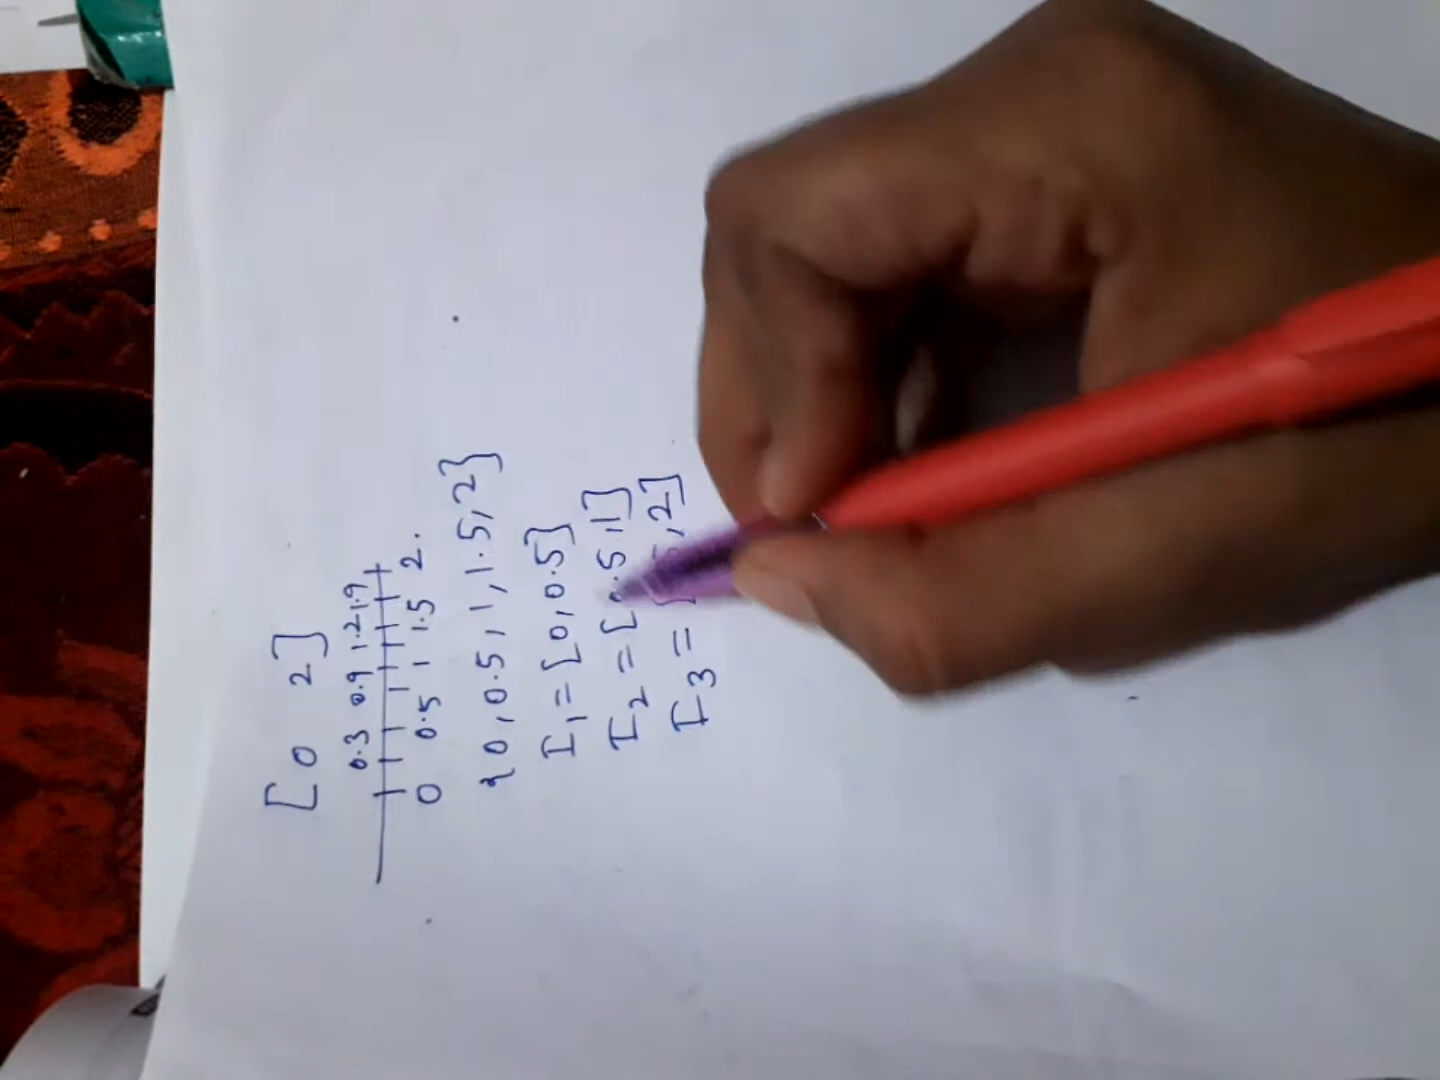 [0 2]
0.3 0.9 1.2 1.9
0 0.5 1 1.5 2.
{0, 0.5, 1, 1.5, 2}
I1 = [0, 0.5]
I2 = [0.5, 1]
I3 = [ , 2]